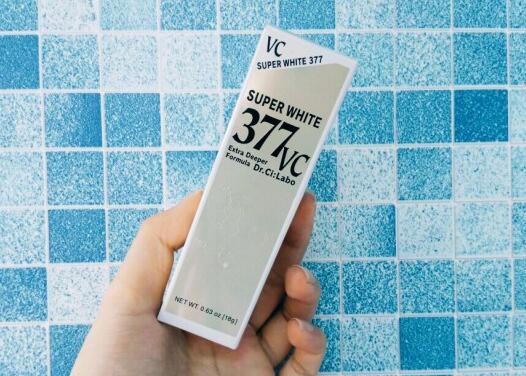 VC
SUPER WHITE 377
SUPER WHITE
377VC
Extra Deeper
Formula Dr.Ci:Labo
NET WT 0.63 oz [18g]